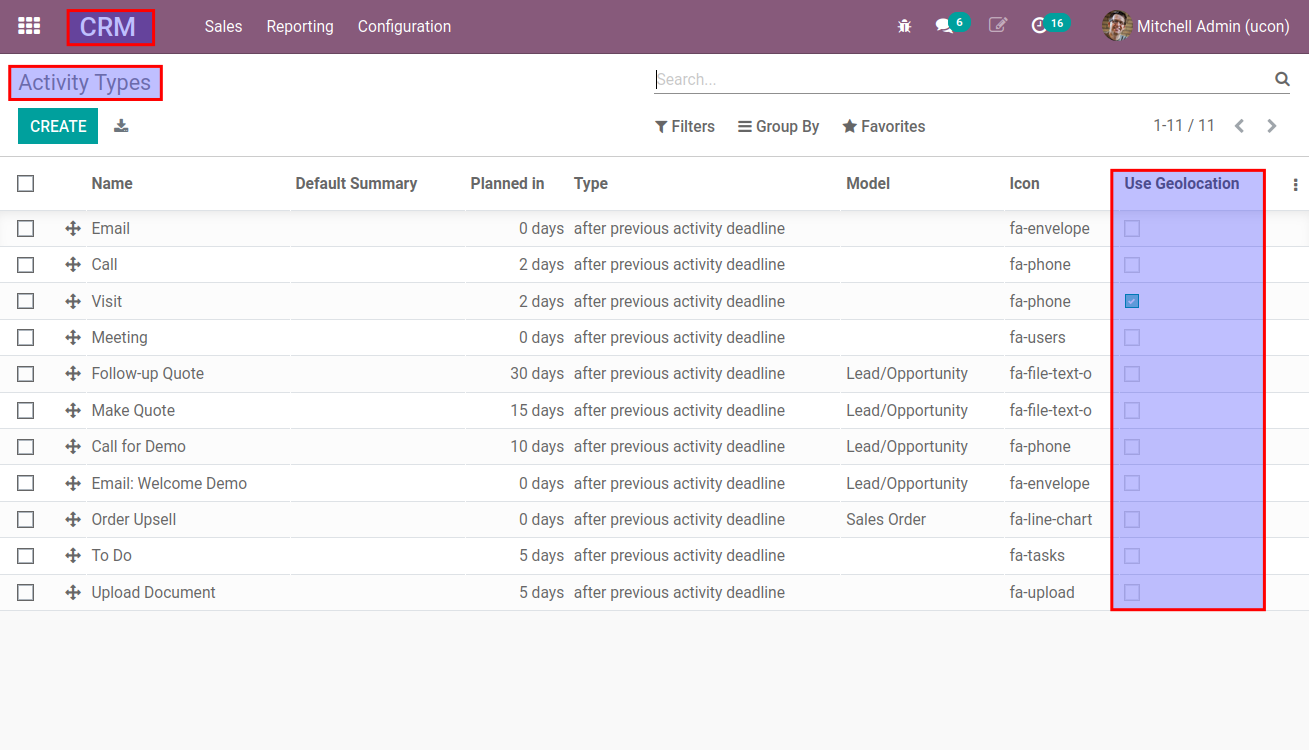 CRM Sales Reporting Configuration 6 16 Mitchell Admin (ucon)
Activity Types Search...
CREATE Filters Group By Favorites 1-11 / 11
Name Default Summary Planned in Type Model Icon Use Geolocation
Email 0 days after previous activity deadline fa-envelope
Call 2 days after previous activity deadline fa-phone
Visit 2 days after previous activity deadline fa-phone
Meeting 0 days after previous activity deadline fa-users
Follow-up Quote 30 days after previous activity deadline Lead/Opportunity fa-file-text-o
Make Quote 15 days after previous activity deadline Lead/Opportunity fa-file-text-o
Call for Demo 10 days after previous activity deadline Lead/Opportunity fa-phone
Email: Welcome Demo 0 days after previous activity deadline Lead/Opportunity fa-envelope
Order Upsell 0 days after previous activity deadline Sales Order fa-line-chart
To Do 5 days after previous activity deadline fa-tasks
Upload Document 5 days after previous activity deadline fa-upload